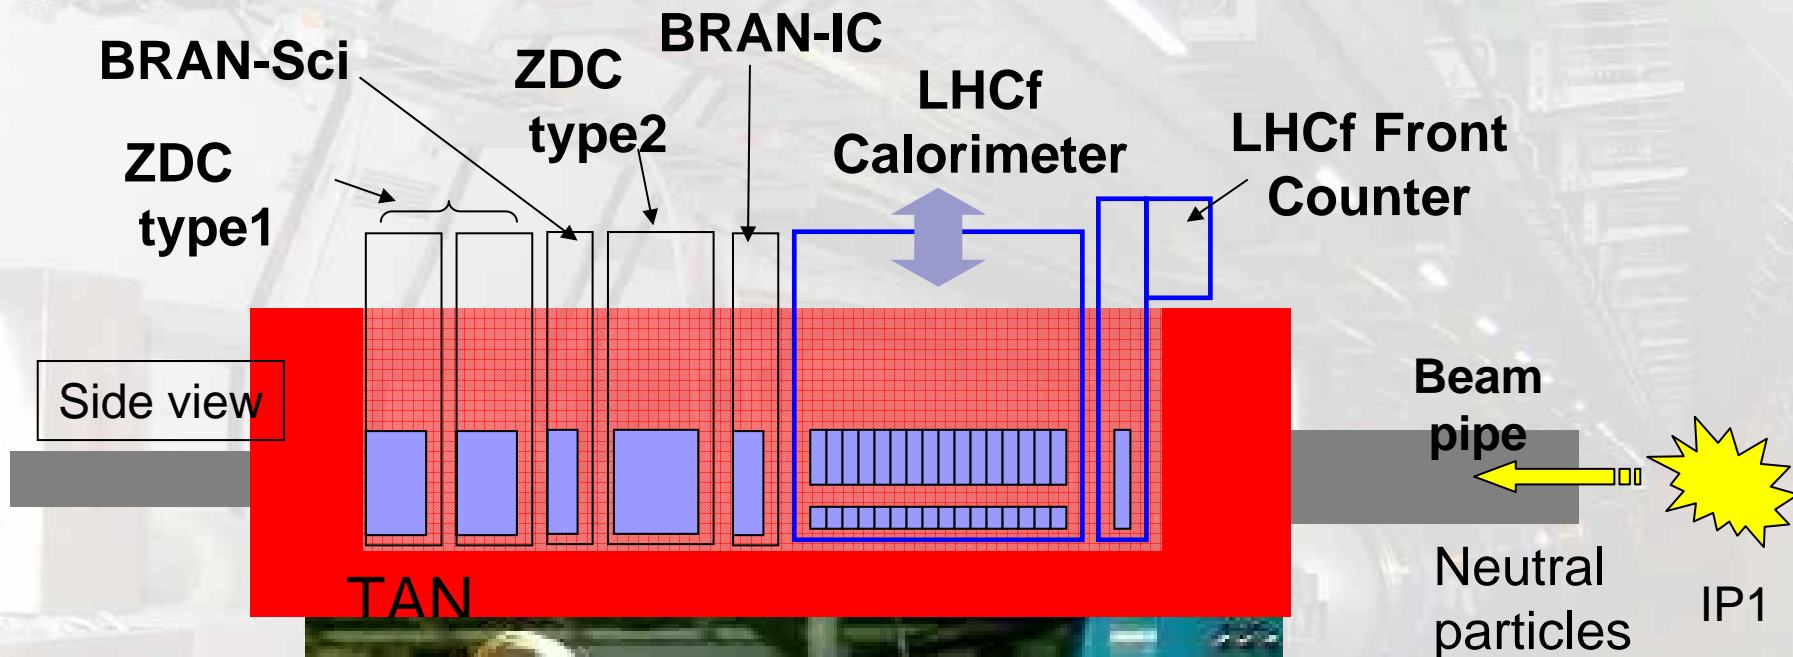 BRAN-Sci
ZDC
type2
BRAN-IC
LHCf
Calorimeter
LHCf Front
Counter
ZDC
type1
Side view
Beam
pipe
TAN
Neutral
particles
IP1